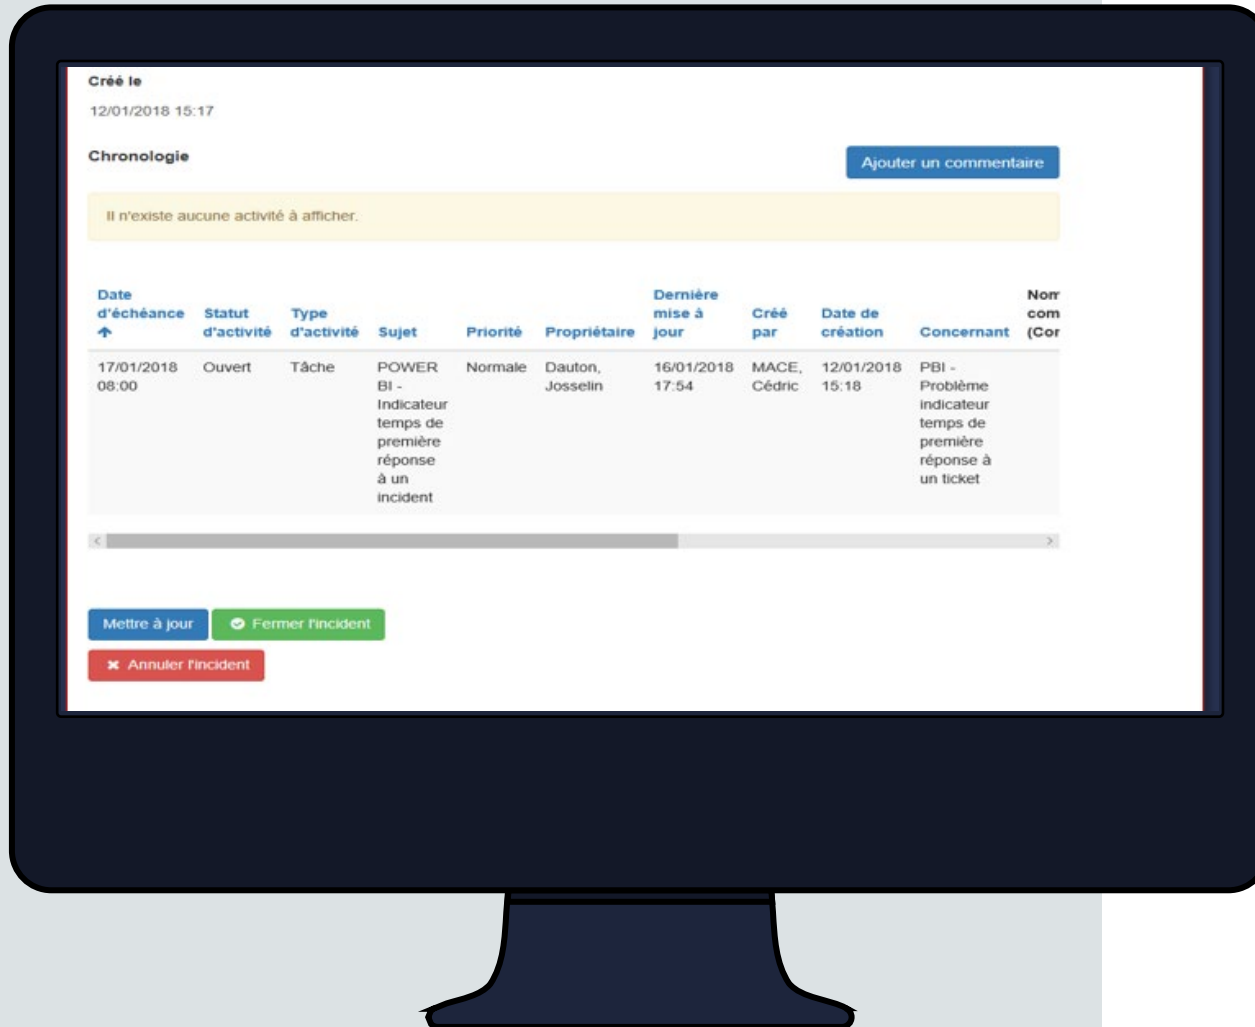 Créé le
12/01/2018 15:17
Chronologie
Ajouter un commentaire
Il n'existe aucune activité à afficher.
Date d'échéance Statut d'activité Type d'activité Sujet Priorité Propriétaire Dernière mise à jour Créé par Date de création Concernant
17/01/2018 08:00 Ouvert Tâche POWER BI - Indicateur temps de première réponse à un incident Normale Dauton, Josselin 16/01/2018 17:54 MACE, Cédric 12/01/2018 15:18 PBI - Problème indicateur temps de première réponse à un ticket
Mettre à jour
Fermer l'incident
Annuler l'incident